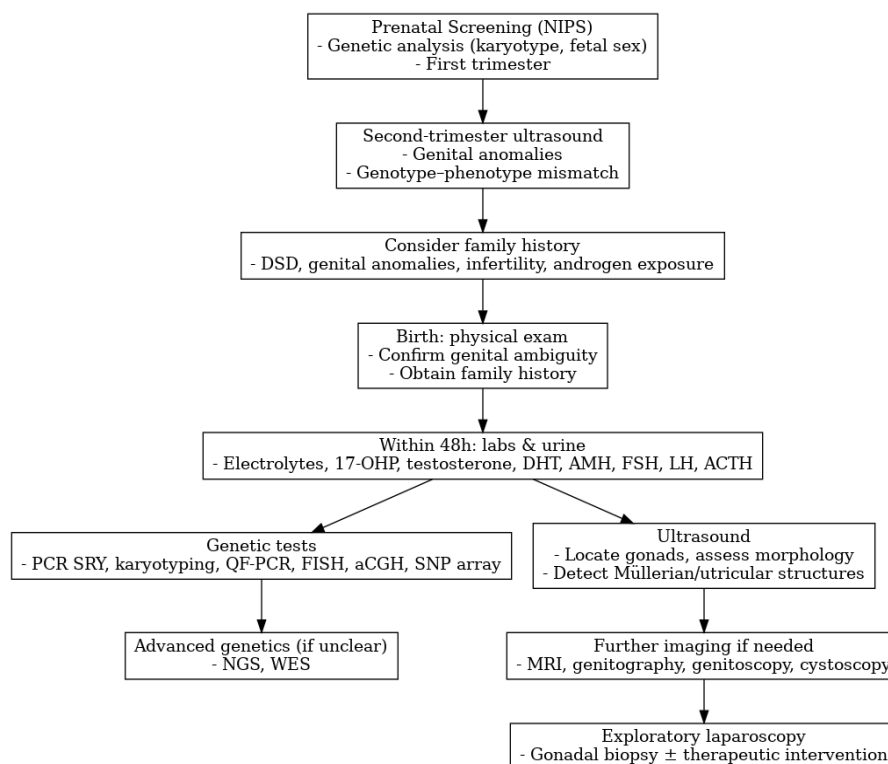 Prenatal Screening (NIPS)
- Genetic analysis (karyotype, fetal sex)
- First trimester
Second-trimester ultrasound
- Genital anomalies
- Genotype–phenotype mismatch
Consider family history
- DSD, genital anomalies, infertility, androgen exposure
Birth: physical exam
- Confirm genital ambiguity
- Obtain family history
Within 48h: labs & urine
- Electrolytes, 17-OHP, testosterone, DHT, AMH, FSH, LH, ACTH
Genetic tests
- PCR SRY, karyotyping, QF-PCR, FISH, aCGH, SNP array
Ultrasound
- Locate gonads, assess morphology
- Detect Müllerian/utricular structures
Advanced genetics (if unclear)
- NGS, WES
Further imaging if needed
- MRI, genitography, genitoscopy, cystoscopy
Exploratory laparoscopy
- Gonadal biopsy ± therapeutic intervention